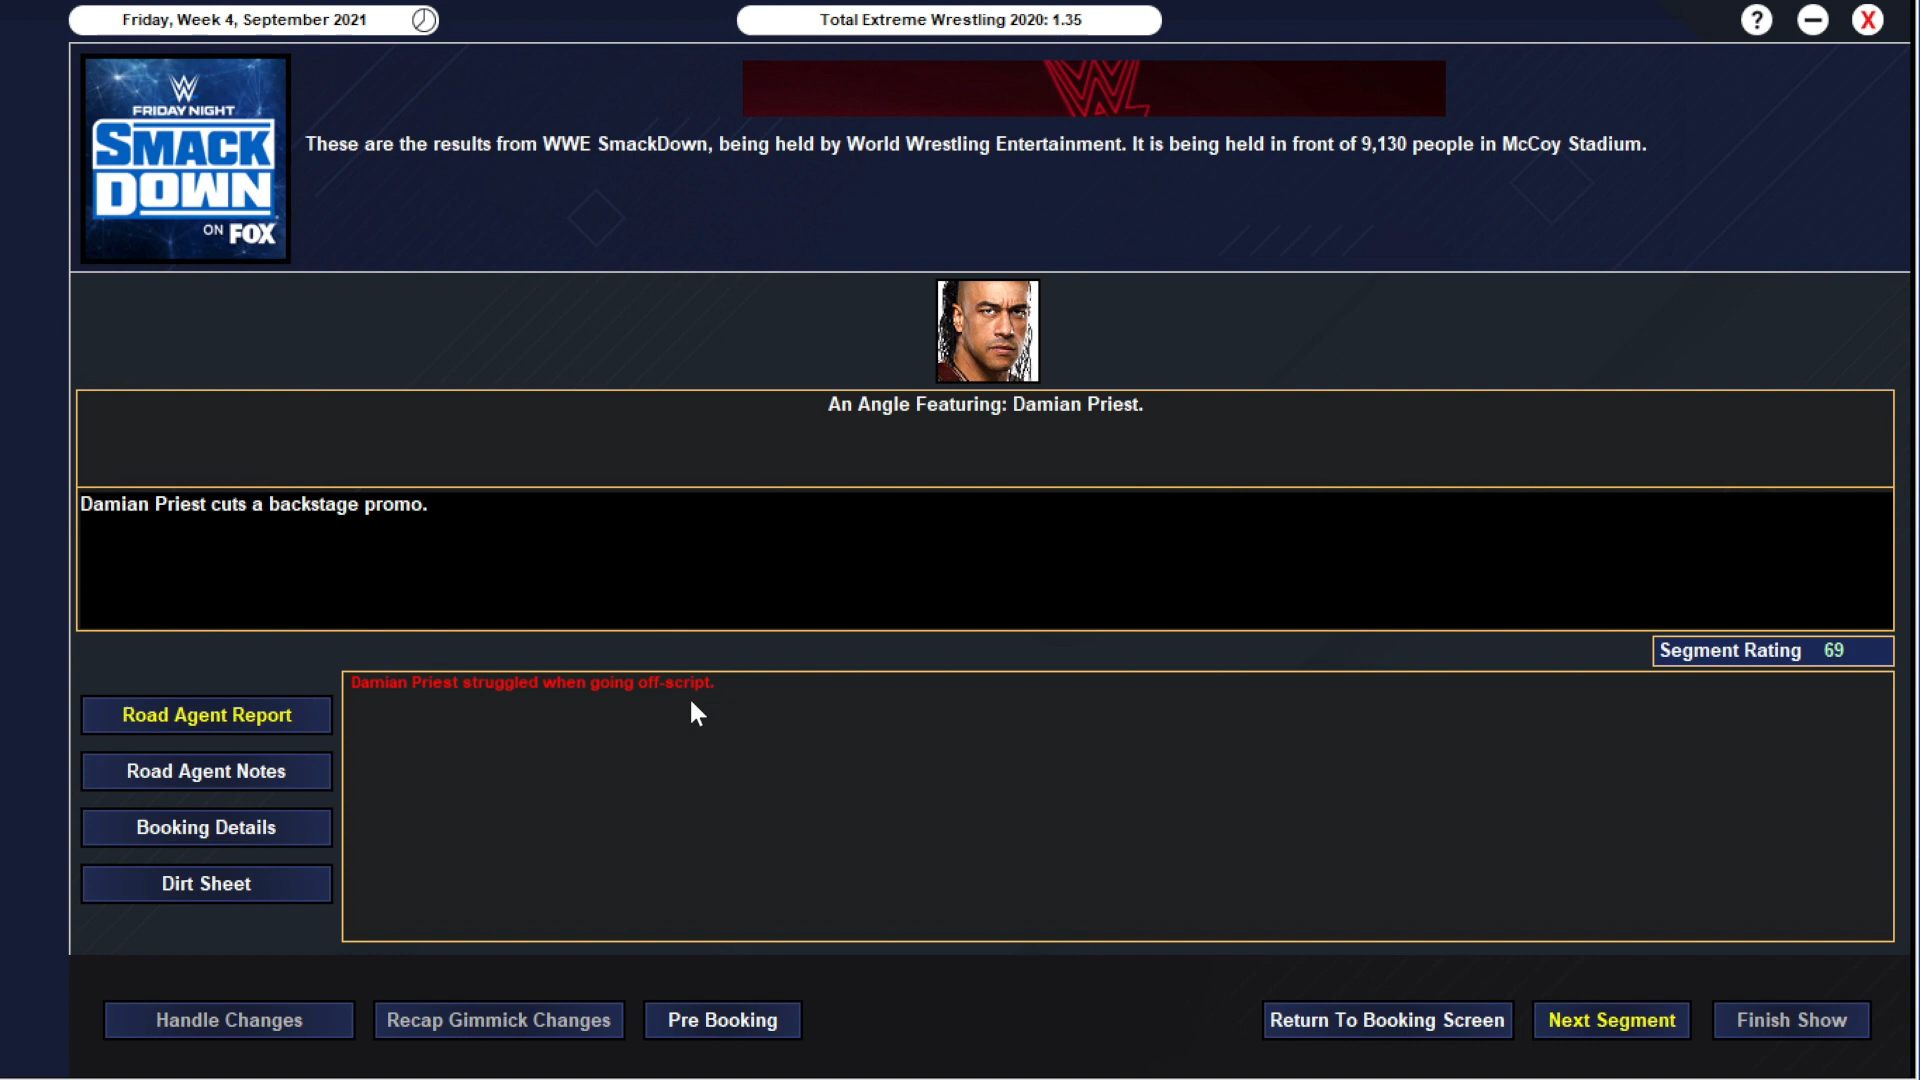 Friday, Week 4, September 2021
Total Extreme Wrestling 2020: 1.35
?
X
FRIDAY NIGHT
SMACK
DOWN
ON FOX
These are the results from WWE SmackDown, being held by World Wrestling Entertainment. It is being held in front of 9,130 people in McCoy Stadium.
An Angle Featuring: Damian Priest.
Damian Priest cuts a backstage promo.
Segment Rating 69
Damian Priest struggled when going off-script.
Road Agent Report
Road Agent Notes
Booking Details
Dirt Sheet
Handle Changes
Recap Gimmick Changes
Pre Booking
Return To Booking Screen
Next Segment
Finish Show